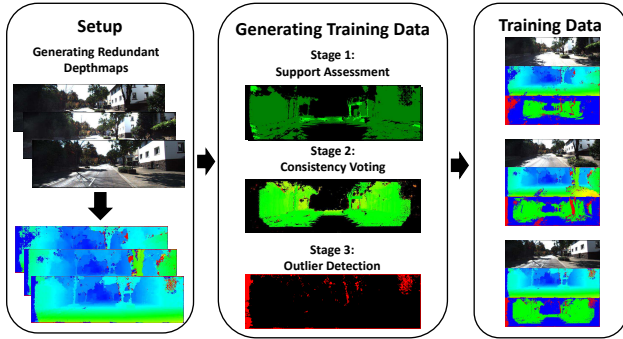 Setup
Generating Redundant
Depthmaps
Generating Training Data
Stage 1:
Support Assessment
Stage 2:
Consistency Voting
Stage 3:
Outlier Detection
Training Data